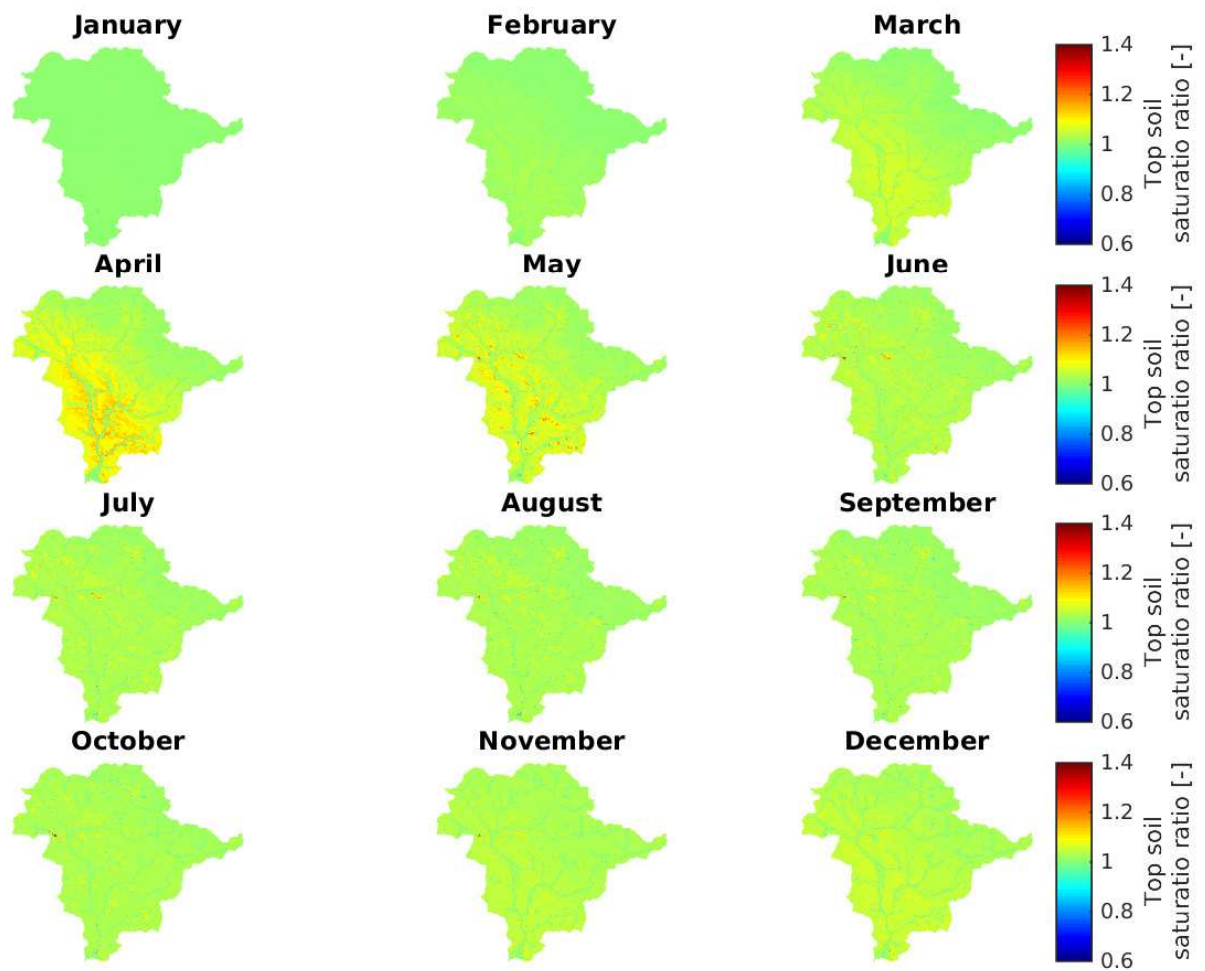 January
February
March
1.4
1.2
1
0.8
0.6
Top soil
saturatio ratio [-]
April
May
June
1.4
1.2
1
0.8
0.6
Top soil
saturatio ratio [-]
July
August
September
1.4
1.2
1
0.8
0.6
Top soil
saturatio ratio [-]
October
November
December
1.4
1.2
1
0.8
0.6
Top soil
saturatio ratio [-]